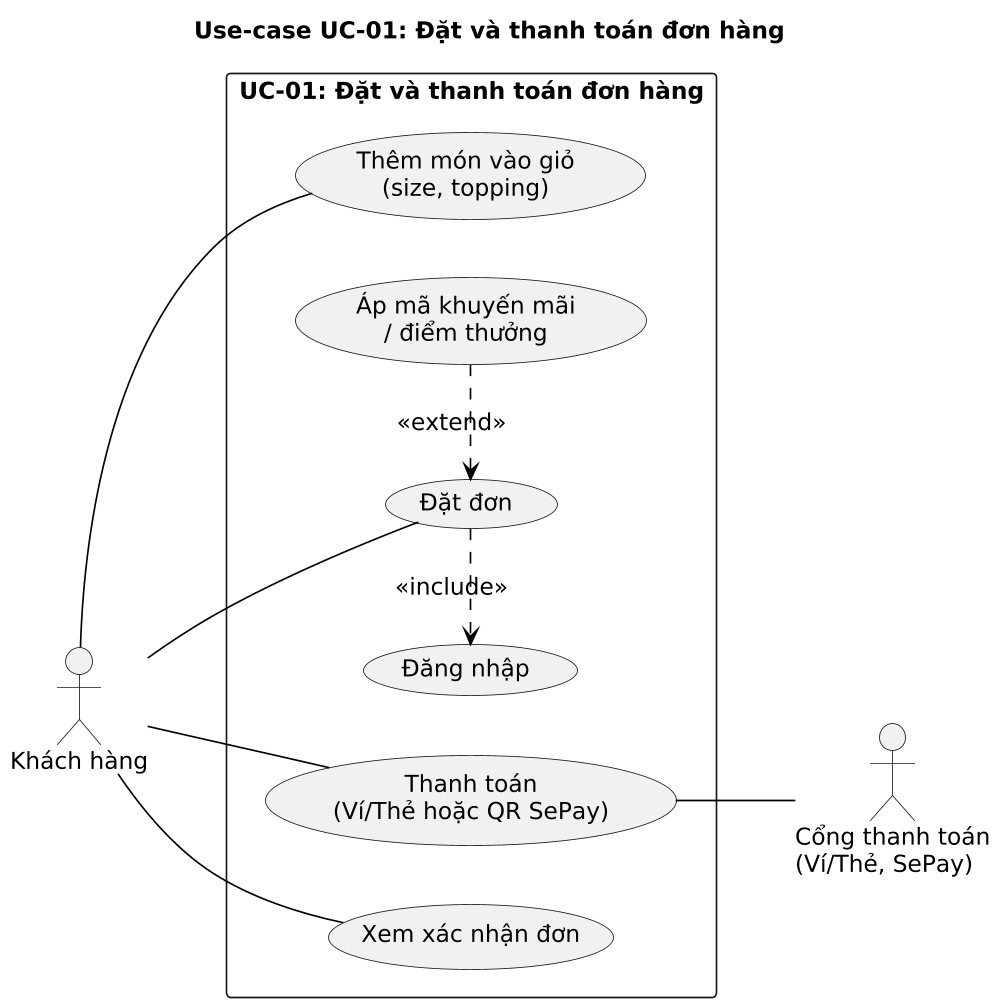 Use-case UC-01: Đặt và thanh toán đơn hàng
UC-01: Đặt và thanh toán đơn hàng
Thêm món vào giỏ
(size, topping)
Áp mã khuyến mãi
/ điểm thưởng
«extend»
Đặt đơn
«include»
Đăng nhập
Khách hàng
Thanh toán
(Ví/Thẻ hoặc QR SePay)
Cổng thanh toán
(Ví/Thẻ, SePay)
Xem xác nhận đơn